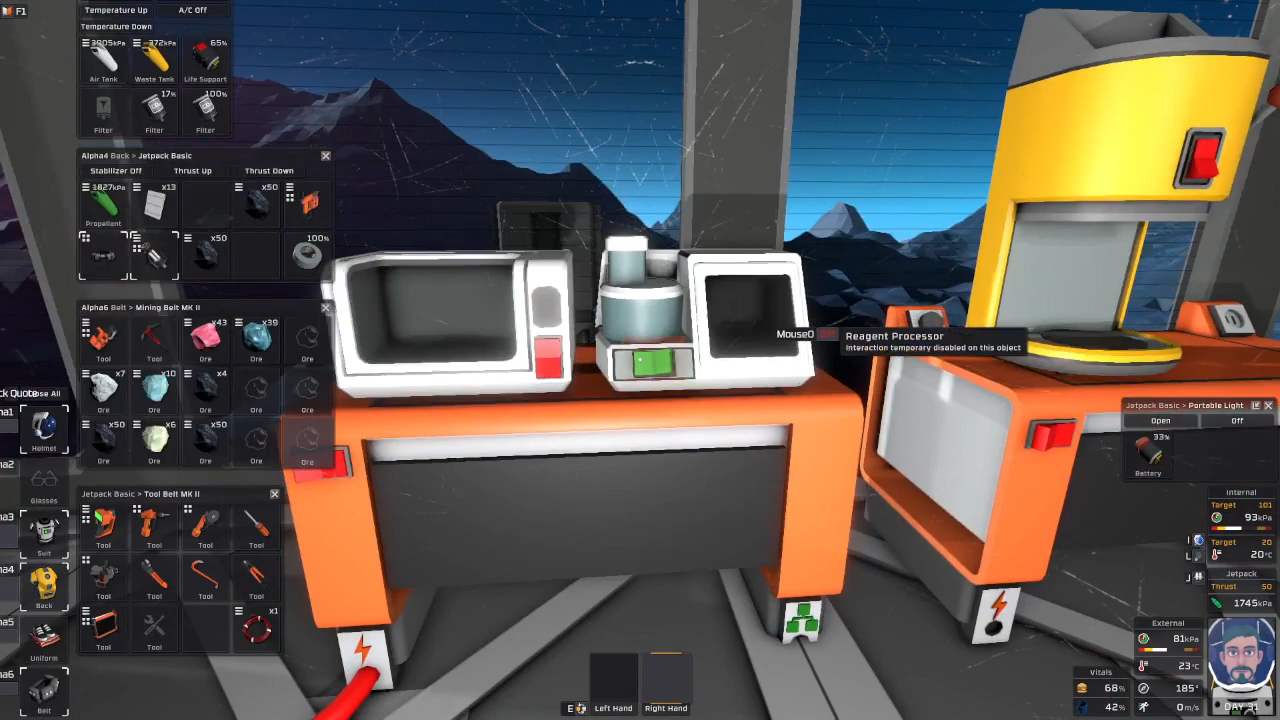 F1
Temperature Up
A/C Off
Temperature Down
3905kPa
372kPa
65%
Air Tank
Waste Tank
Life Support
17%
100%
Filter
Filter
Filter
Alpha4 Back > Jetpack Basic
Stabilizer Off
Thrust Up
Thrust Down
1827kPa
x13
x50
Propellant
x50
100%
Alpha6 Belt > Mining Belt MK II
x43
x39
Tool
Tool
Ore
Ore
Ore
x7
x10
x4
Ore
Ore
Ore
Ore
Ore
x50
x6
x50
Ore
Ore
Ore
Ore
Ore
Helmet
Glasses
Suit
Back
Uniform
Belt
Jetpack Basic > Tool Belt MK II
Tool
Tool
Tool
Tool
Tool
Tool
Tool
Tool
x1
Tool
Tool
Tool
Mouse0
Reagent Processor
Interaction temporary disabled on this object
Jetpack Basic > Portable Light
Open
Off
33%
Battery
Internal
Target 101
93kPa
Target 20
20°C
Jetpack
Thrust 50
1745kPa
External
81kPa
23°C
Vitals
68%
185°
42%
0m/s
DAY 31
E
Left Hand
Right Hand